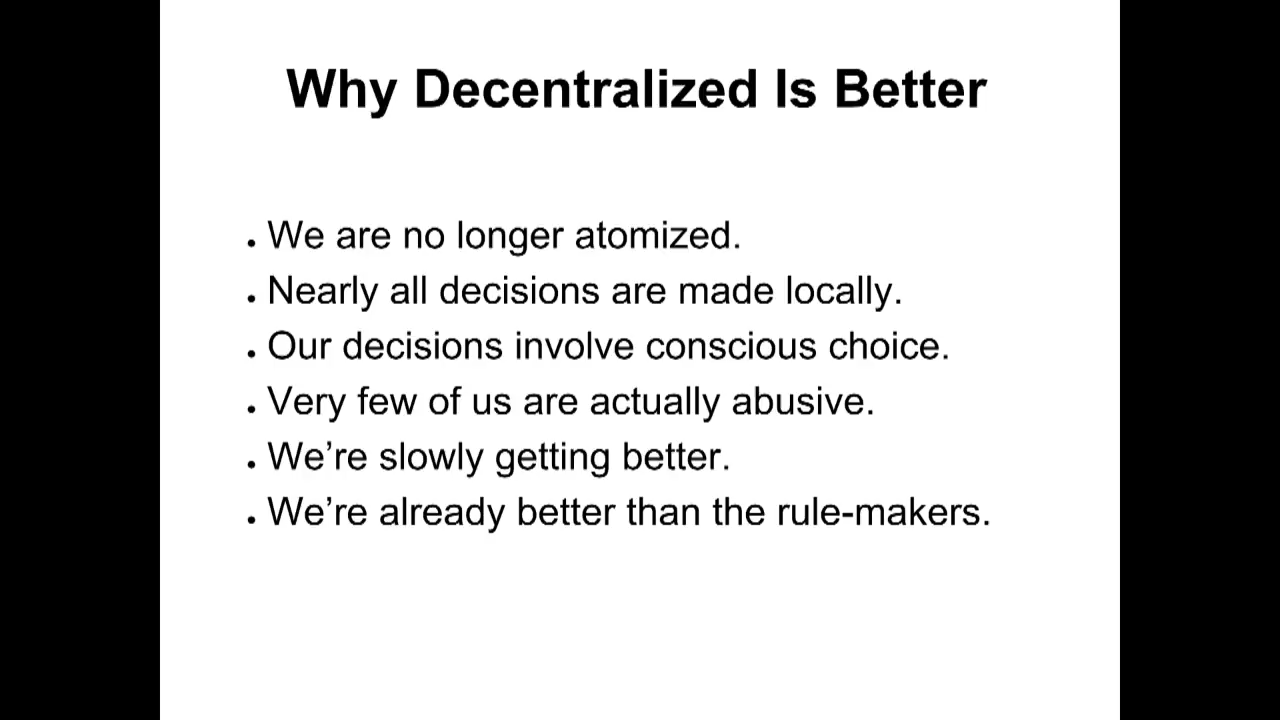 Why Decentralized Is Better
• We are no longer atomized.
• Nearly all decisions are made locally.
• Our decisions involve conscious choice.
• Very few of us are actually abusive.
• We’re slowly getting better.
• We’re already better than the rule-makers.